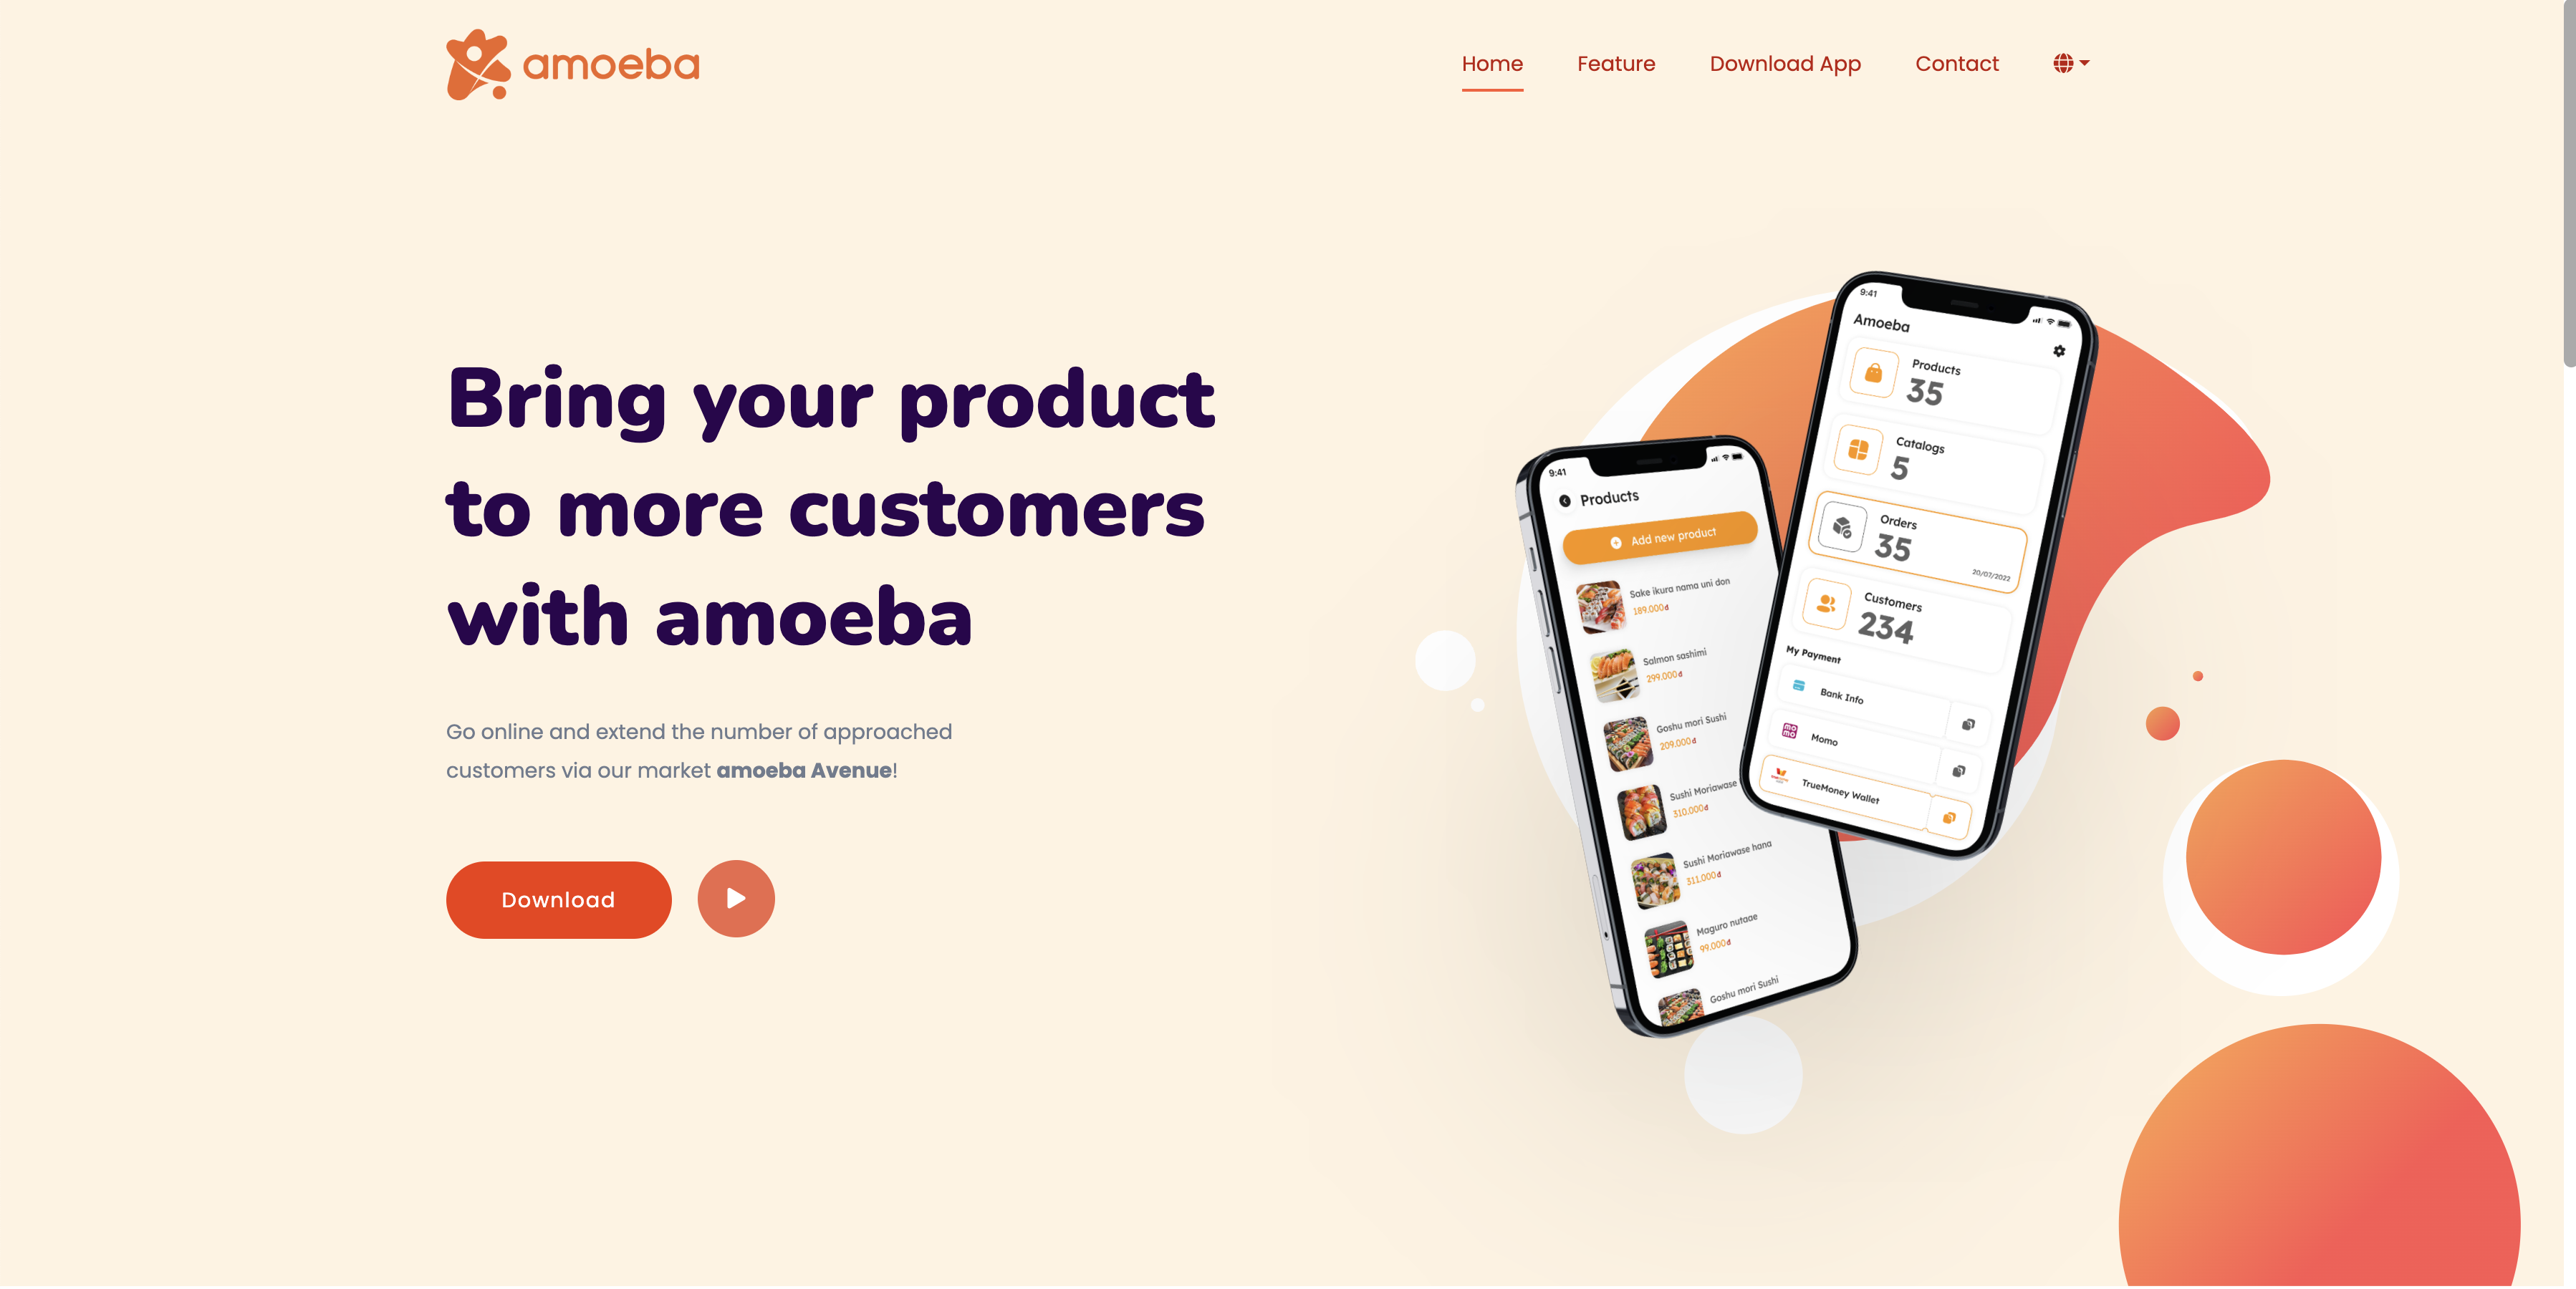 amoeba
Home
Feature
Download App
Contact
Bring your product
to more customers
with amoeba
Go online and extend the number of approached
customers via our market amoeba Avenue!
Download
9:41
Products
Add new product
Sake ikura nama uni don
189.000đ
Salmon sashimi
299.000đ
Goshu mori Sushi
209.000đ
Sushi Moriawase
310.000đ
Sushi Moriawase hana
311.000đ
Maguro nutaae
99.000đ
Goshu mori Sushi
9:41
Amoeba
Products
35
Catalogs
5
Orders
35
20/07/2022
Customers
234
My Payment
Bank Info
mo
mo
Momo
TrueMoney Wallet